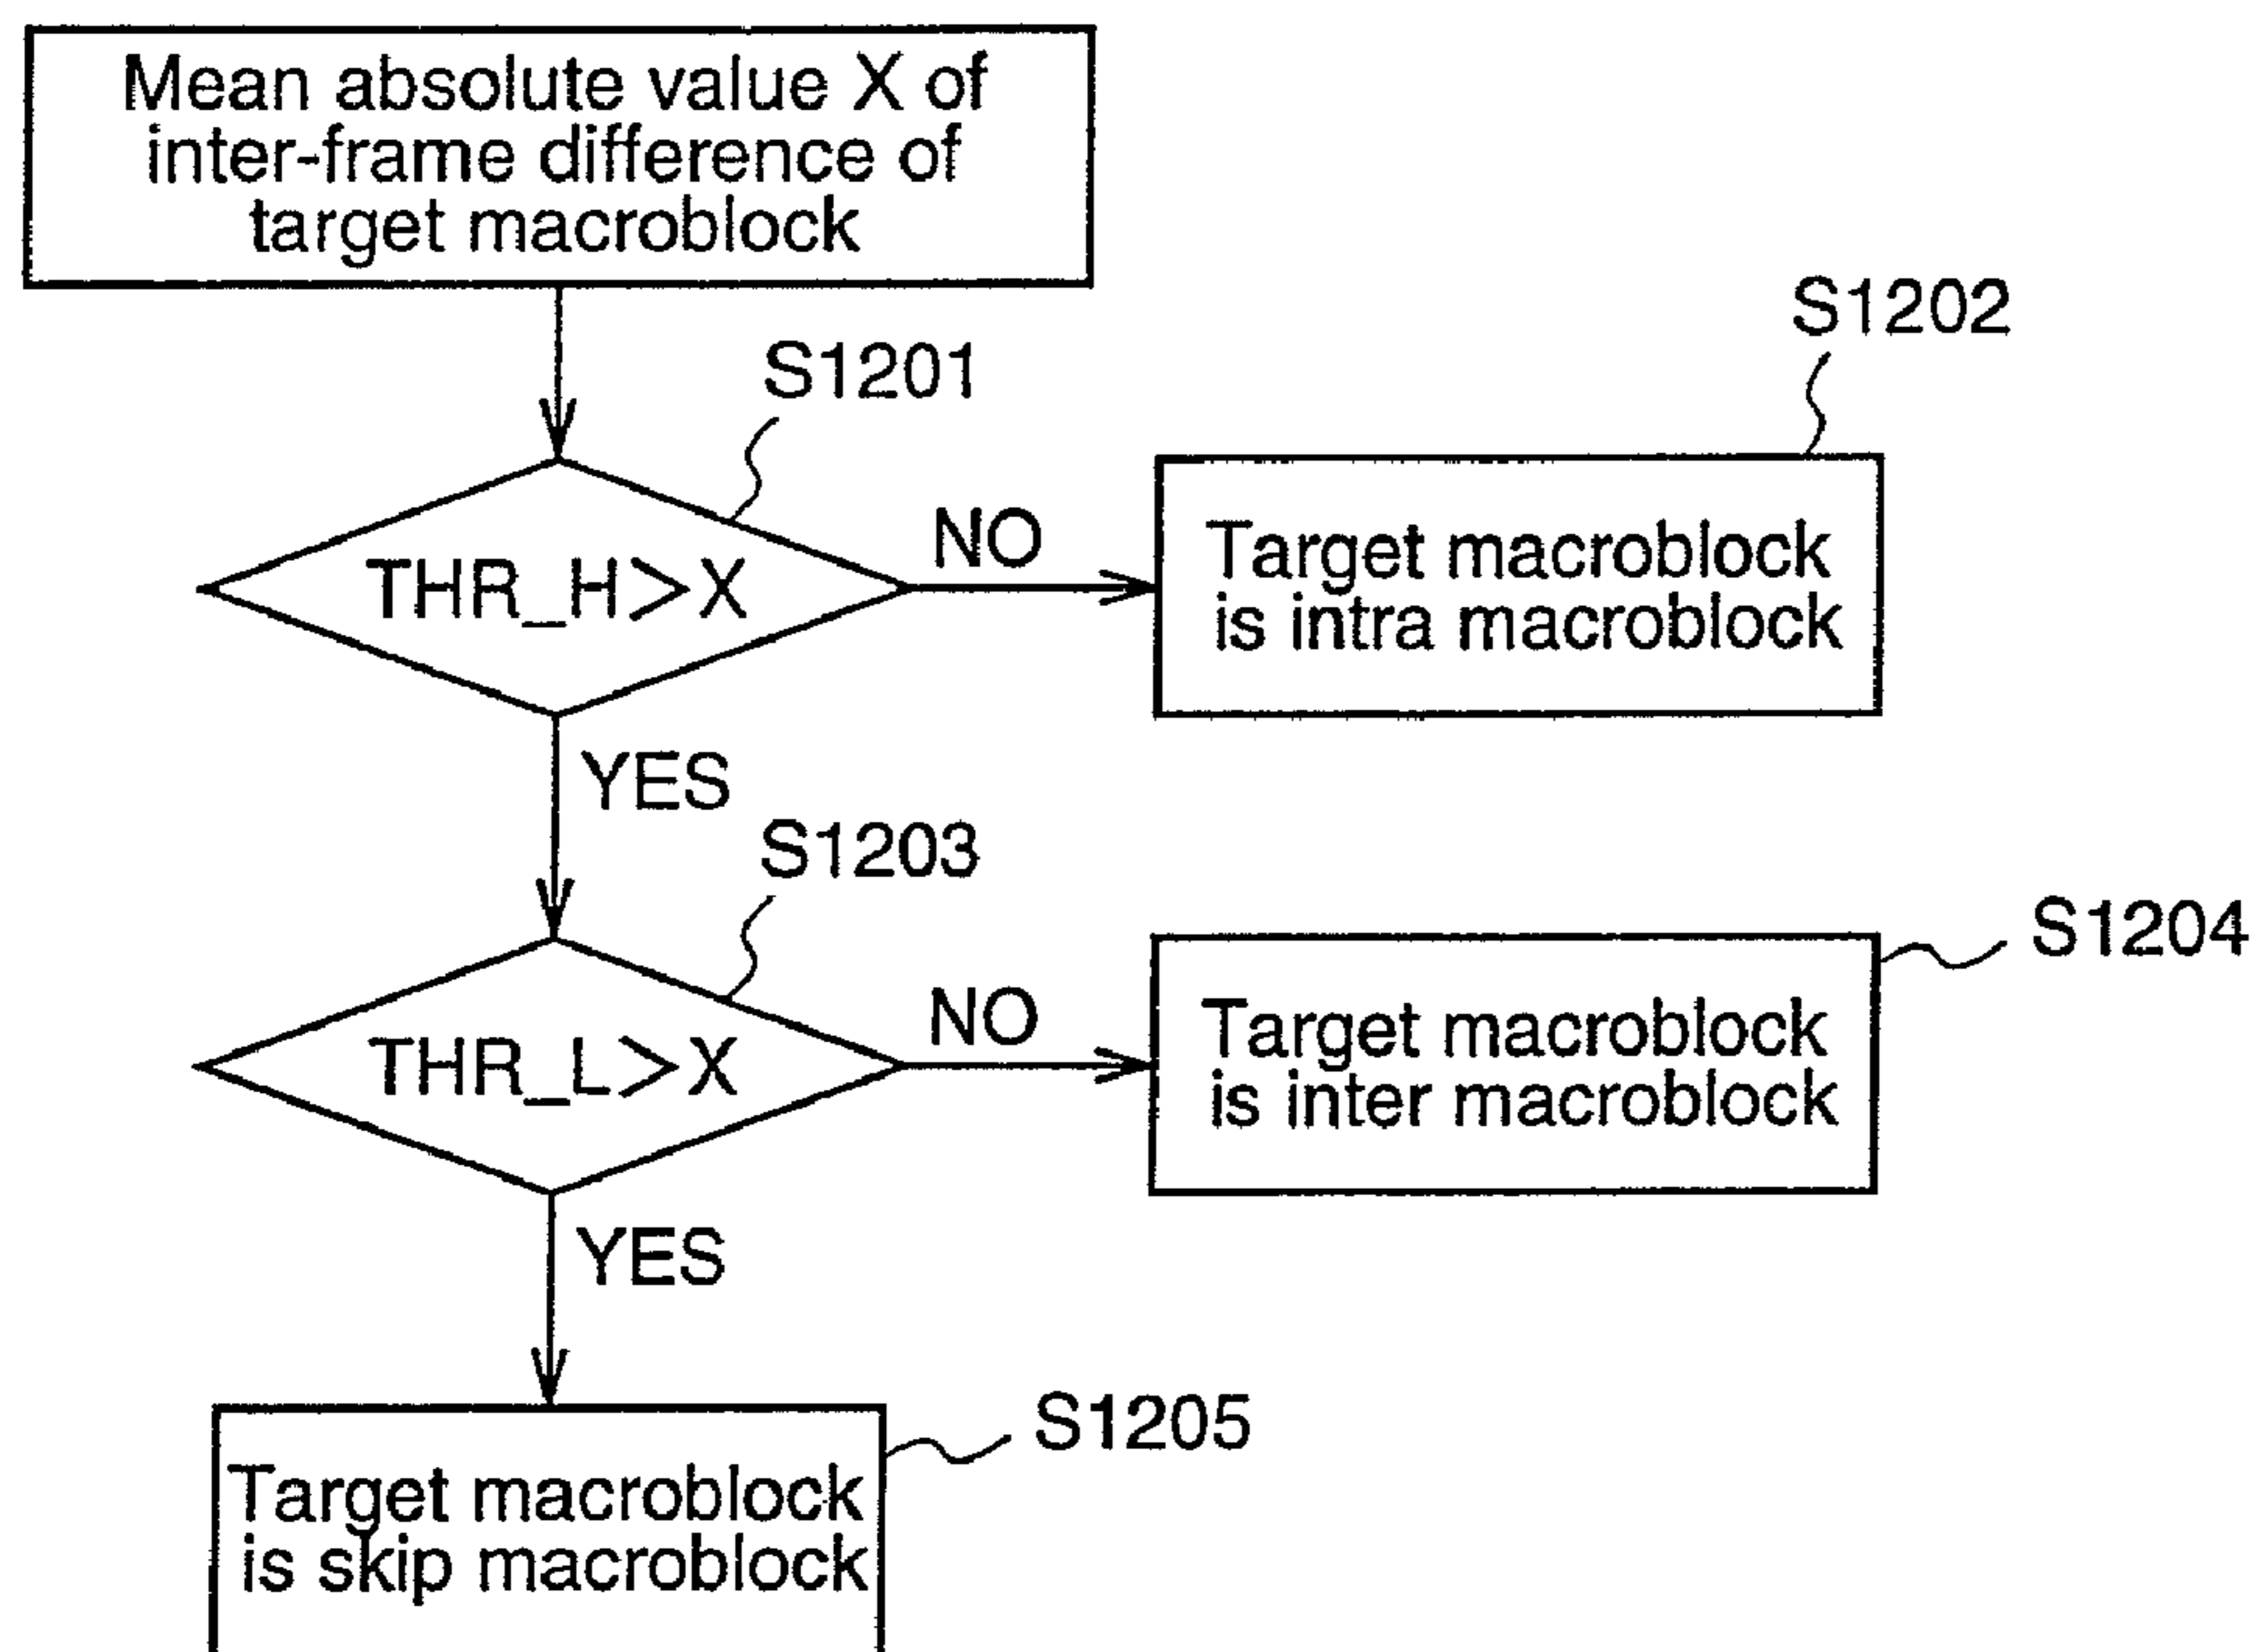 Mean absolute value X of
inter-frame difference of
target macroblock
S1201
S1202
THR_H>X
NO
Target macroblock
is intra macroblock
YES
S1203
S1204
THR_L>X
NO
Target macroblock
is inter macroblock
YES
S1205
Target macroblock
is skip macroblock